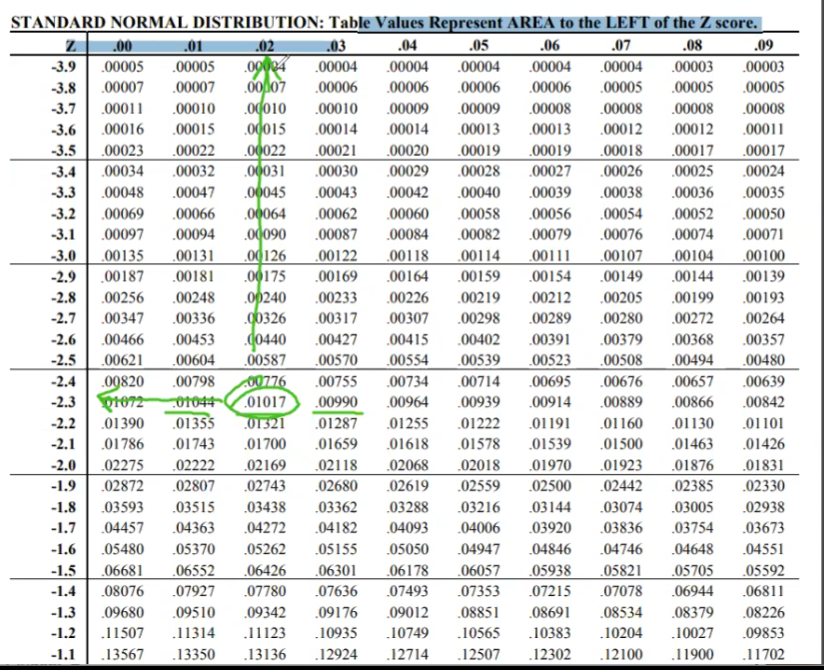 STANDARD NORMAL DISTRIBUTION: Table Values Represent AREA to the LEFT of the Z score.
Z .00 .01 .02 .03 .04 .05 .06 .07 .08 .09
-3.9 .00005 .00005 .00004 .00004 .00004 .00004 .00004 .00004 .00003 .00003
-3.8 .00007 .00007 .00007 .00006 .00006 .00006 .00006 .00005 .00005 .00005
-3.7 .00011 .00010 .00010 .00010 .00009 .00009 .00008 .00008 .00008 .00008
-3.6 .00016 .00015 .00015 .00014 .00014 .00013 .00013 .00012 .00012 .00011
-3.5 .00023 .00022 .00022 .00021 .00020 .00019 .00019 .00018 .00017 .00017
-3.4 .00034 .00032 .00031 .00030 .00029 .00028 .00027 .00026 .00025 .00024
-3.3 .00048 .00047 .00045 .00043 .00042 .00040 .00039 .00038 .00036 .00035
-3.2 .00069 .00066 .00064 .00062 .00060 .00058 .00056 .00054 .00052 .00050
-3.1 .00097 .00094 .00090 .00087 .00084 .00082 .00079 .00076 .00074 .00071
-3.0 .00135 .00131 .00126 .00122 .00118 .00114 .00111 .00107 .00104 .00100
-2.9 .00187 .00181 .00175 .00169 .00164 .00159 .00154 .00149 .00144 .00139
-2.8 .00256 .00248 .00240 .00233 .00226 .00219 .00212 .00205 .00199 .00193
-2.7 .00347 .00336 .00326 .00317 .00307 .00298 .00289 .00280 .00272 .00264
-2.6 .00466 .00453 .00440 .00427 .00415 .00402 .00391 .00379 .00368 .00357
-2.5 .00621 .00604 .00587 .00570 .00554 .00539 .00523 .00508 .00494 .00480
-2.4 .00820 .00798 .00776 .00755 .00734 .00714 .00695 .00676 .00657 .00639
-2.3 .01072 .01044 .01017 .00990 .00964 .00939 .00914 .00889 .00866 .00842
-2.2 .01390 .01355 .01321 .01287 .01255 .01222 .01191 .01160 .01130 .01101
-2.1 .01786 .01743 .01700 .01659 .01618 .01578 .01539 .01500 .01463 .01426
-2.0 .02275 .02222 .02169 .02118 .02068 .02018 .01970 .01923 .01876 .01831
-1.9 .02872 .02807 .02743 .02680 .02619 .02559 .02500 .02442 .02385 .02330
-1.8 .03593 .03515 .03438 .03362 .03288 .03216 .03144 .03074 .03005 .02938
-1.7 .04457 .04363 .04272 .04182 .04093 .04006 .03920 .03836 .03754 .03673
-1.6 .05480 .05370 .05262 .05155 .05050 .04947 .04846 .04746 .04648 .04551
-1.5 .06681 .06552 .06426 .06301 .06178 .06057 .05938 .05821 .05705 .05592
-1.4 .08076 .07927 .07780 .07636 .07493 .07353 .07215 .07078 .06944 .06811
-1.3 .09680 .09510 .09342 .09176 .09012 .08851 .08691 .08534 .08379 .08226
-1.2 .11507 .11314 .11123 .10935 .10749 .10565 .10383 .10204 .10027 .09853
-1.1 .13567 .13350 .13136 .12924 .12714 .12507 .12302 .12100 .11900 .11702